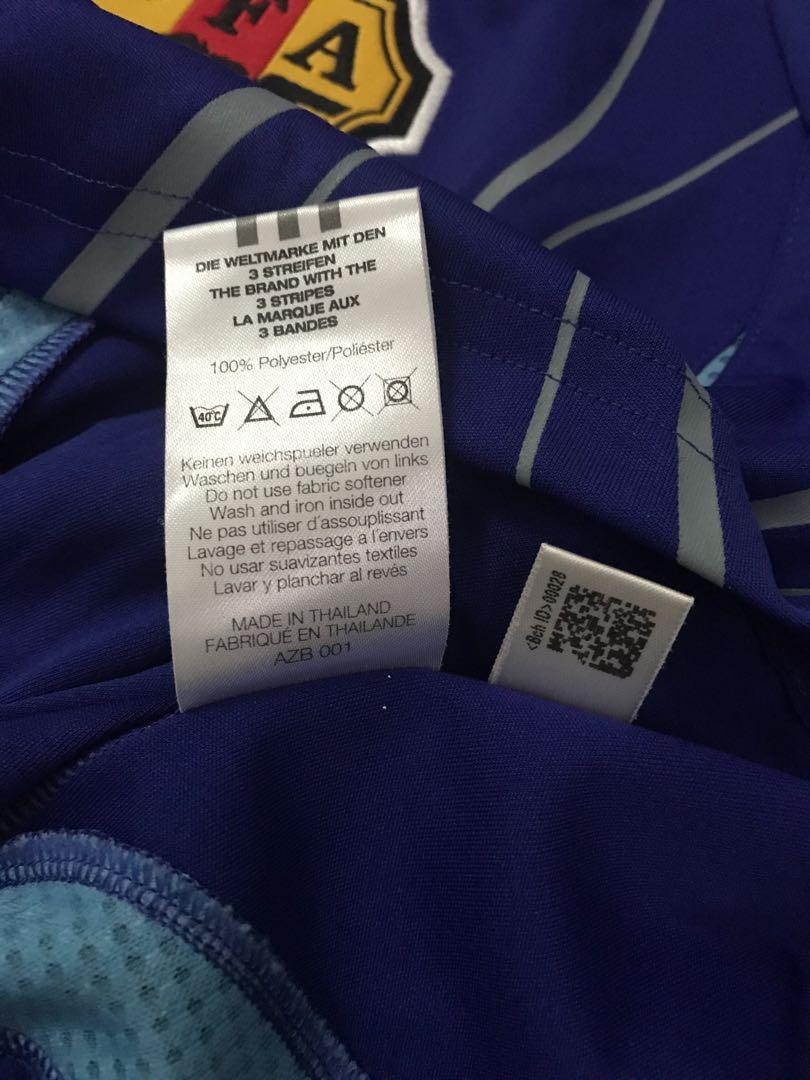 FA
DIE WELTMARKE MIT DEN
3 STREIFEN
THE BRAND WITH THE
3 STRIPES
LA MARQUE AUX
3 BANDES
100% Polyester/Poliéster
40°C
Keinen weichspueler verwenden
Waschen und buegeln von links
Do not use fabric softener
Wash and iron inside out
Ne pas utiliser d'assouplissant
Lavage et repassage a l'envers
No usar suavizantes textiles
Lavar y planchar al revés
MADE IN THAILAND
FABRIQUÉ EN THAILANDE
AZB 001
<Bch ID>00028